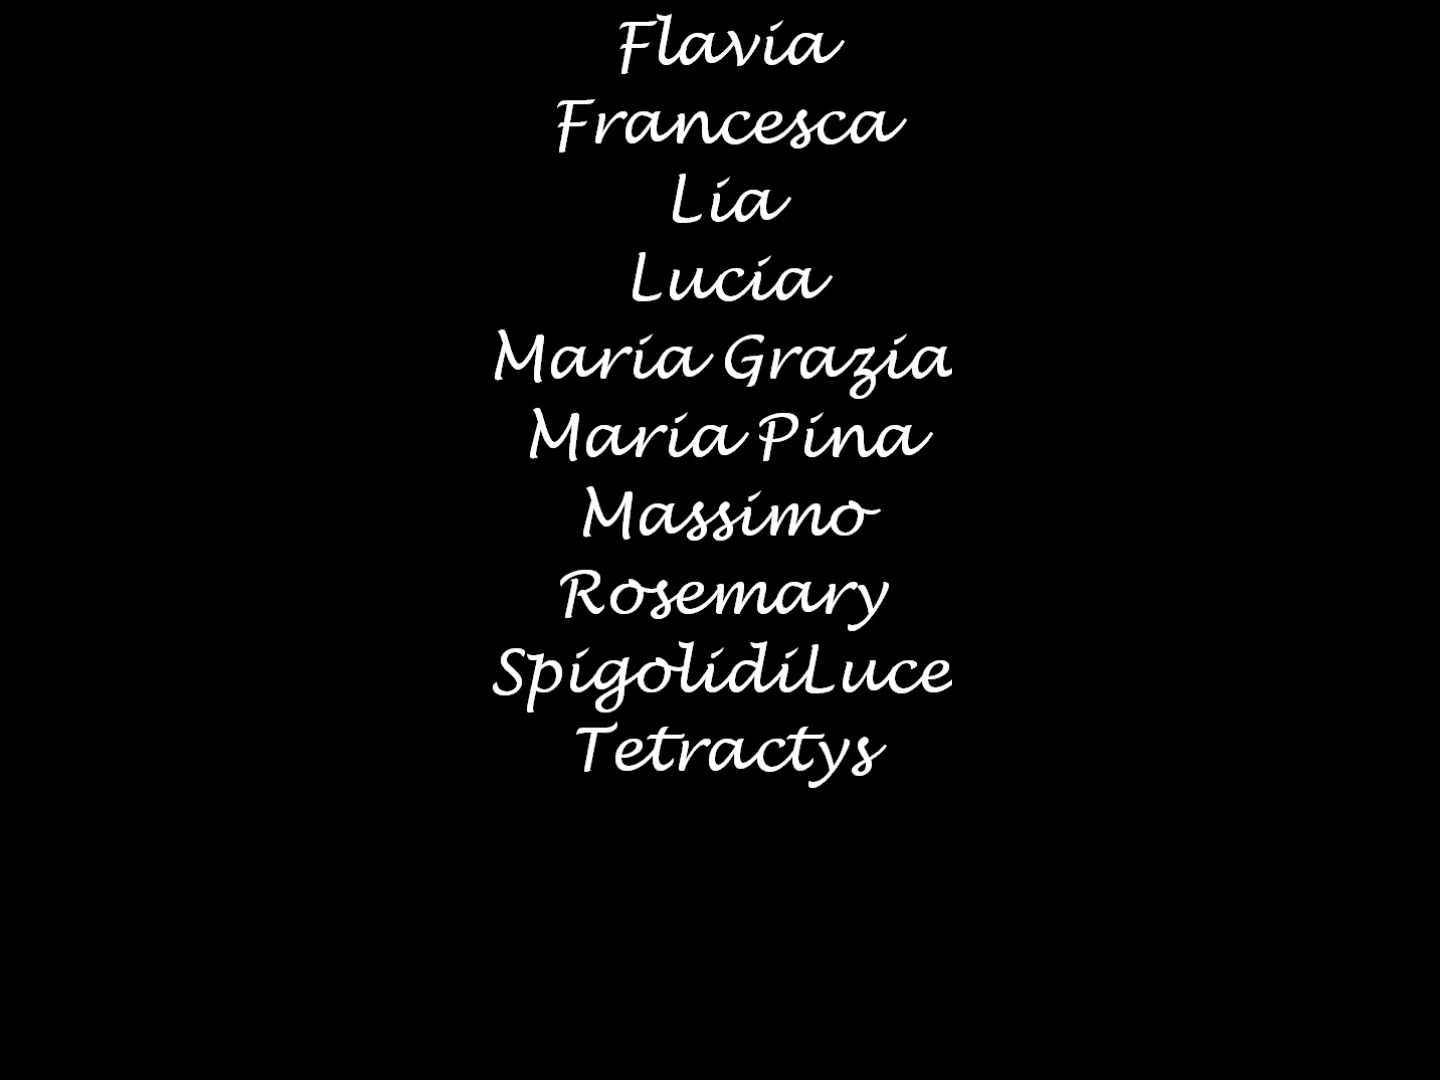 Flavia
Francesca
Lia
Lucia
Maria Grazia
Maria Pina
Massimo
Rosemary
SpigolidiLuce
Tetractys